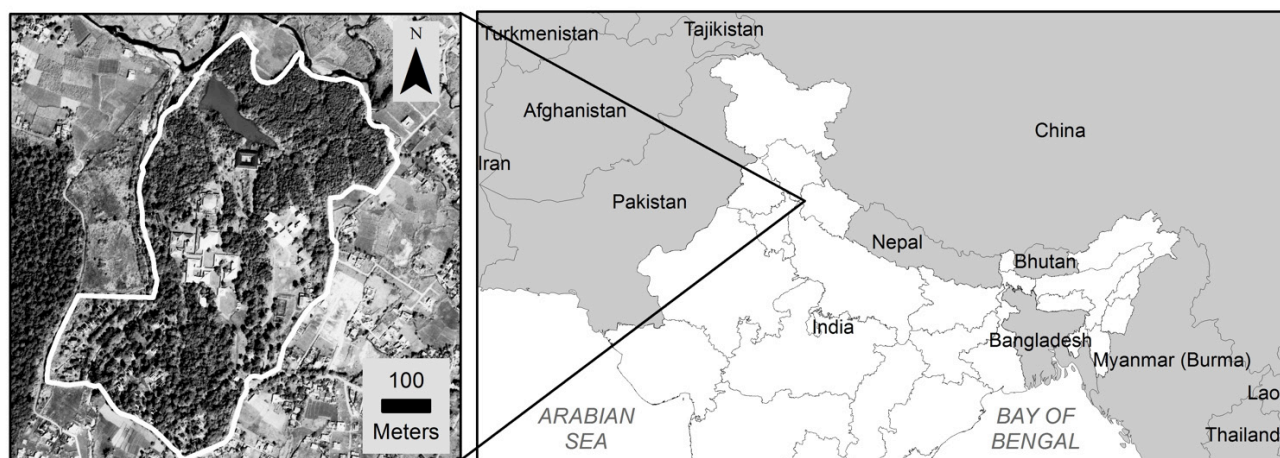 N
100
Meters
Turkmenistan
Tajikistan
Afghanistan
China
Iran
Pakistan
Nepal
Bhutan
India
Bangladesh
Myanmar (Burma)
Lao
ARABIAN
SEA
BAY OF
BENGAL
Thailand